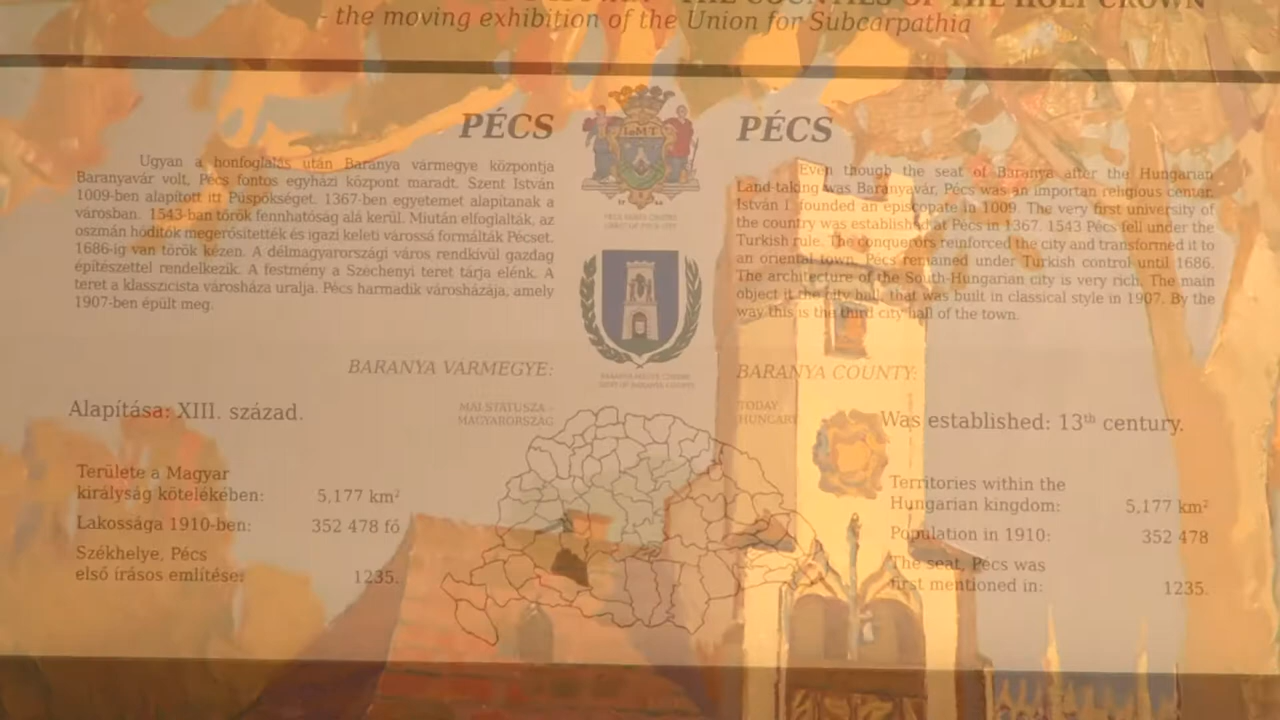 THE COUNTIES OF THE HOLY CROWN
- the moving exhibition of the Union for Subcarpathia
PÉCS
Ugyan a honfoglalás után Baranya vármegye központja
Baranyavár volt, Pécs fontos egyházi központ maradt. Szent István
1009-ben alapított itt Püspökséget. 1367-ben egyetemet alapítanak a
városban. 1543-ban török fennhatóság alá kerül. Miután elfoglalták, az
oszmán hódítók megerősítették és igazi keleti várossá formálták Pécset.
1686-ig van török kézen. A délmagyarországi város rendkívül gazdag
építészettel rendelkezik. A festmény a Széchenyi teret tárja elénk. A
teret a klasszicista városháza uralja. Pécs harmadik városházája, amely
1907-ben épült meg.
BARANYA VÁRMEGYE:
MAI STÁTUSZA -
MAGYARORSZÁG
Alapítása: XIII. század.
Területe a Magyar
királyság kötelékében: 5,177 km²
Lakossága 1910-ben: 352 478 fő
Székhelye, Pécs
első írásos említése: 1235.
PÉCS
Even though the seat of Baranya after the Hungarian
Land-taking was Baranyavár, Pécs was an importan religious centar.
István I. founded an episcopate in 1009. The very first university of
the country was established at Pécs in 1367. 1543 Pécs fell under the
Turkish rule. The conquerors reinforced the city and transformed it to
an oriental town. Pécs remained under Turkish control until 1686.
The architecture of the South-Hungarian city is very rich. The main
object it the city hall, that was built in classical style in 1907. By the
way this is the third city hall of the town.
BARANYA COUNTY:
TODAY
HUNGARY
Was established: 13th century.
Territories within the
Hungarian kingdom: 5,177 km²
Population in 1910: 352 478
The seat, Pécs was
first mentioned in: 1235.